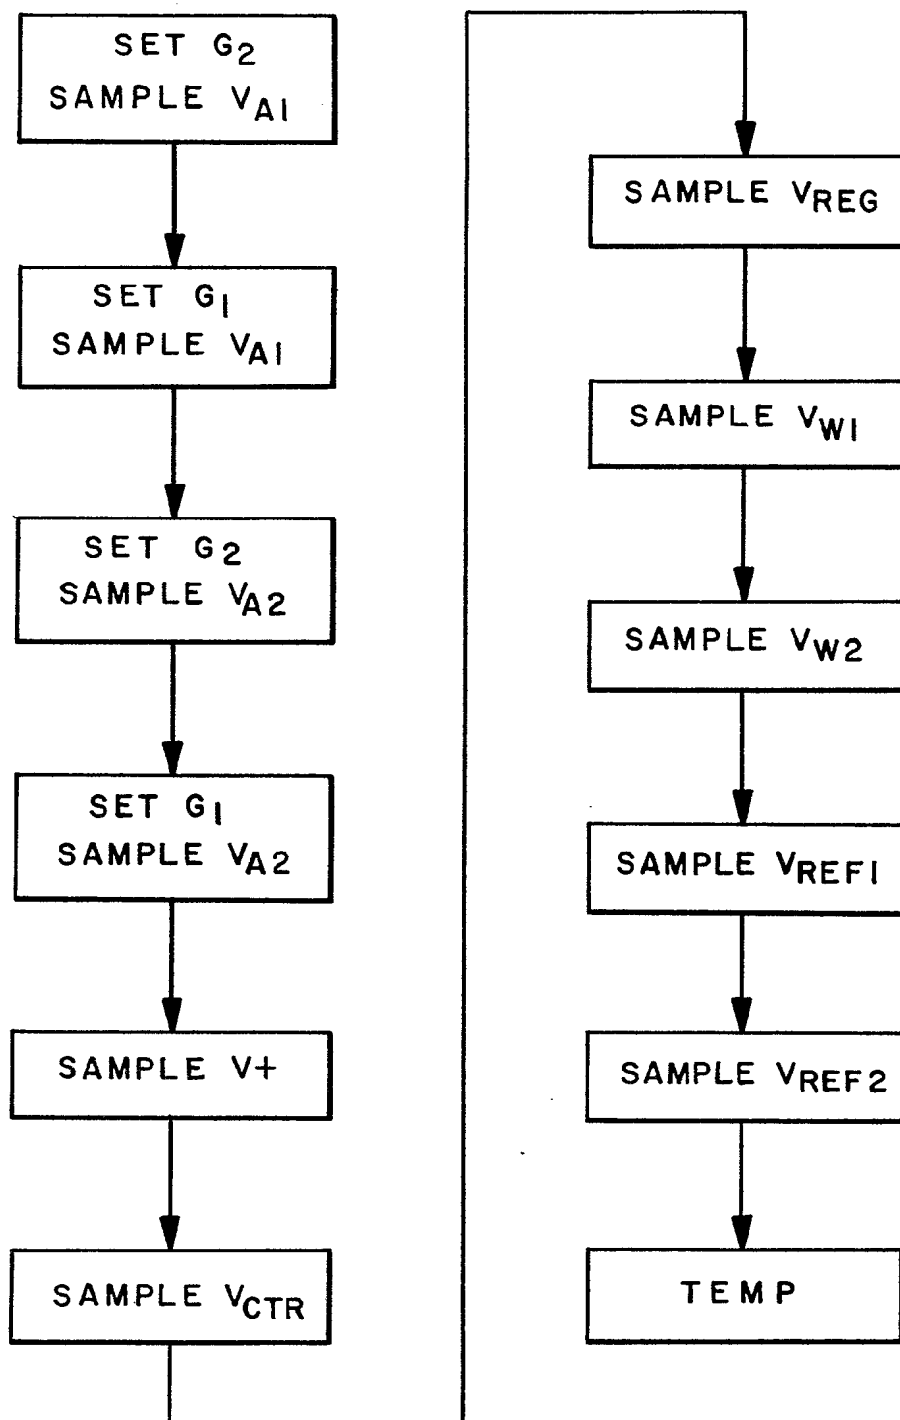 SET G2
SAMPLE VA1
SET G1
SAMPLE VA1
SET G2
SAMPLE VA2
SET G1
SAMPLE VA2
SAMPLE V+
SAMPLE VCTR
SAMPLE VREG
SAMPLE VW1
SAMPLE VW2
SAMPLE VREF1
SAMPLE VREF2
TEMP